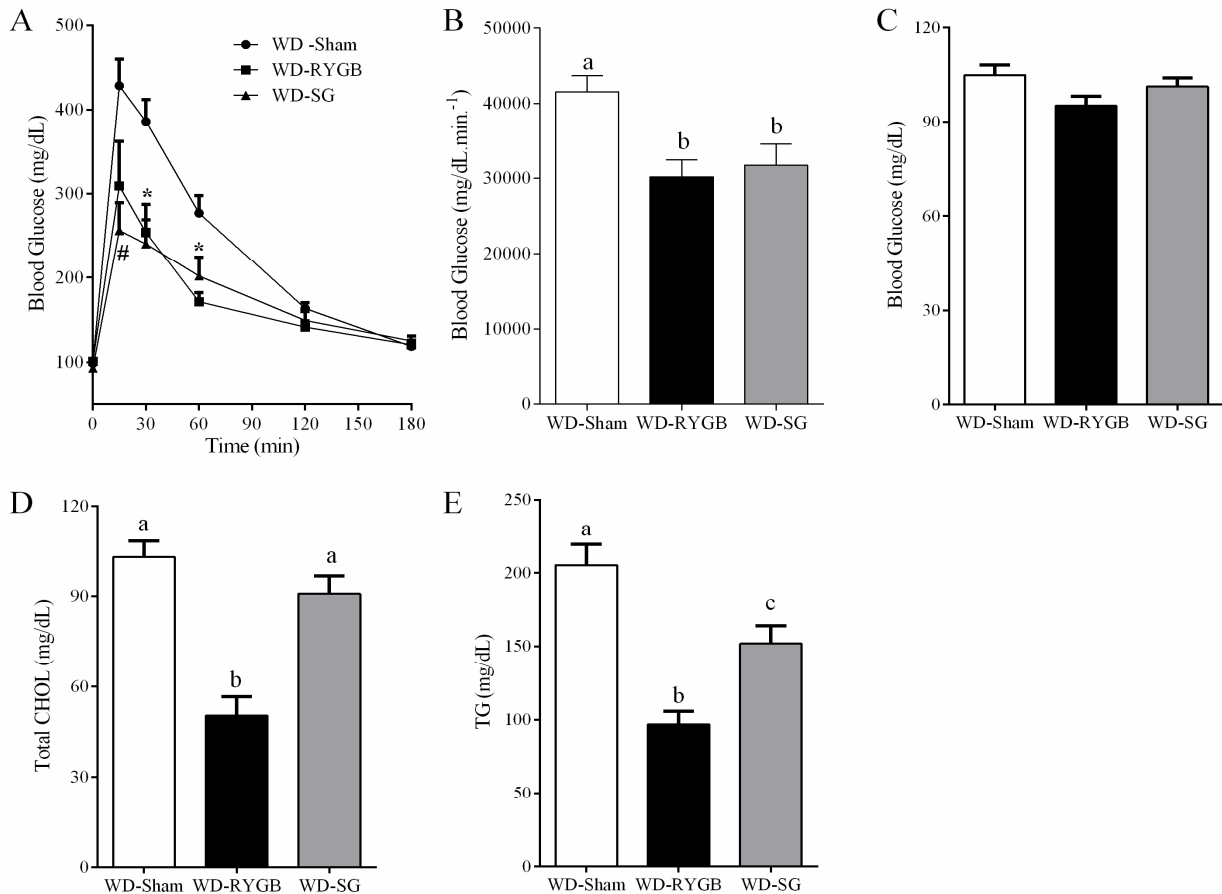 A
Blood Glucose (mg/dL)
500
400
300
200
100
WD -Sham
WD-RYGB
WD-SG
*
*
#
0 30 60 90 120 150 180
Time (min)
B
Blood Glucose (mg/dL.min.⁻¹)
50000
40000
30000
20000
10000
0
a
b
b
WD-Sham WD-RYGB WD-SG
C
Blood Glucose (mg/dL)
120
90
60
30
0
WD-Sham WD-RYGB WD-SG
D
Total CHOL (mg/dL)
120
90
60
30
0
a
b
a
WD-Sham WD-RYGB WD-SG
E
TG (mg/dL)
250
200
150
100
50
0
a
b
c
WD-Sham WD-RYGB WD-SG